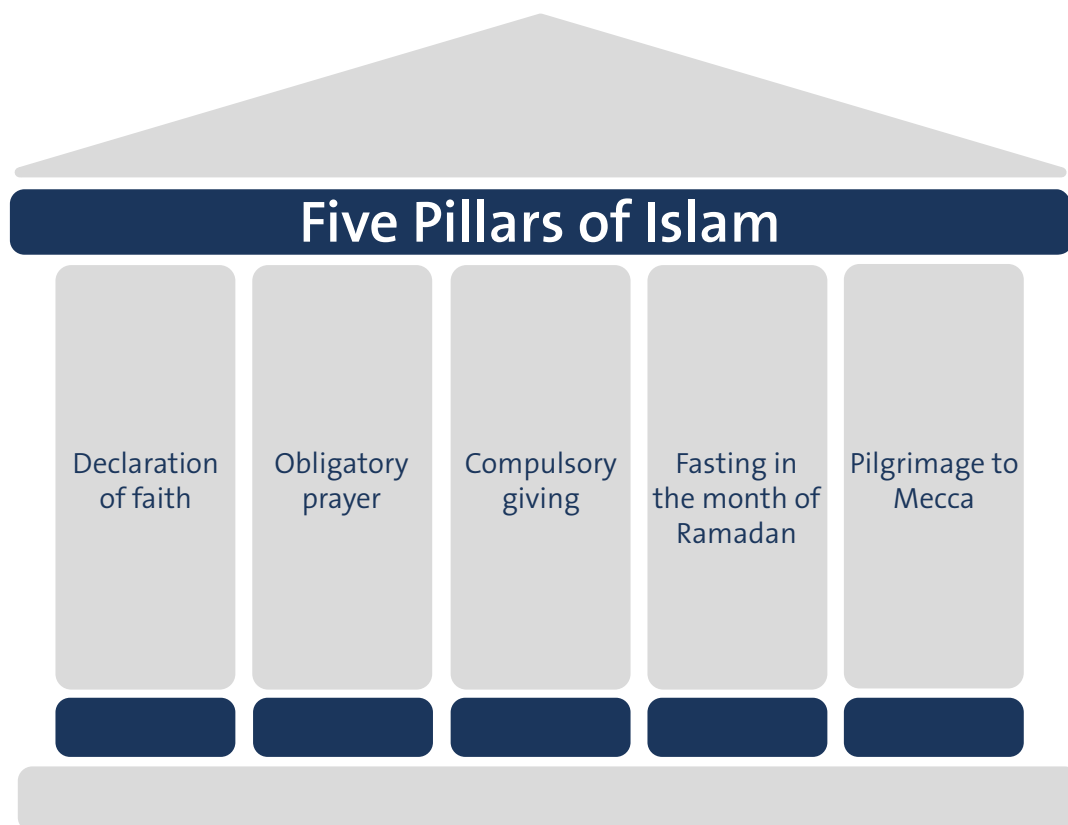 Five Pillars of Islam
Declaration
of faith
Obligatory
prayer
Compulsory
giving
Fasting in
the month of
Ramadan
Pilgrimage to
Mecca